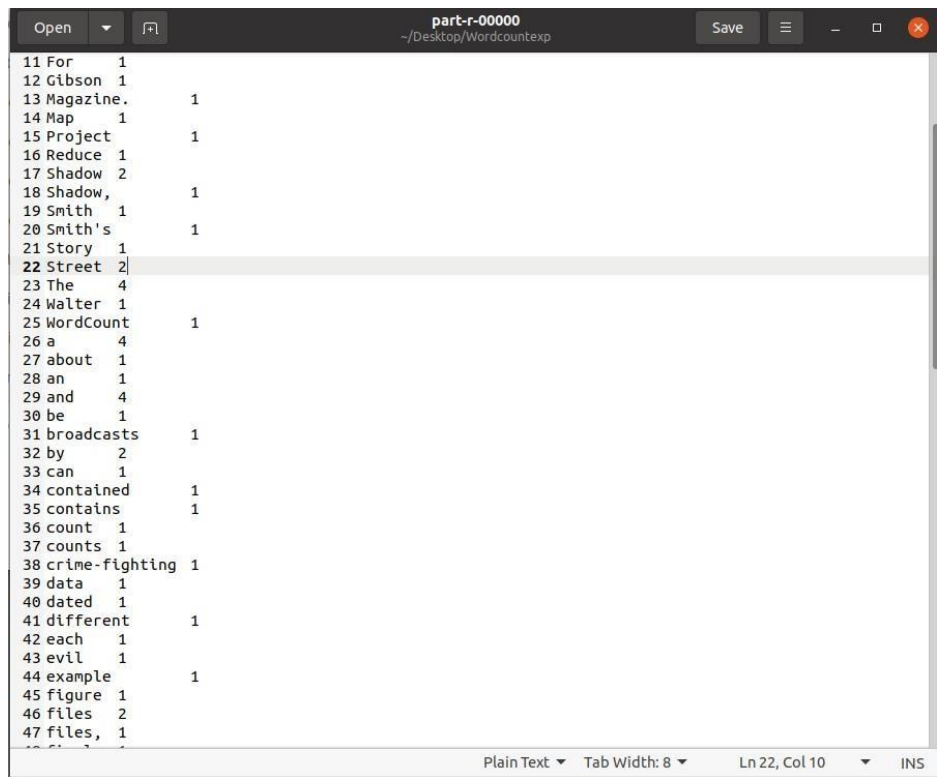 Open
part-r-00000
~/Desktop/Wordcountexp
Save
11 For 1
12 Gibson 1
13 Magazine. 1
14 Map 1
15 Project 1
16 Reduce 1
17 Shadow 2
18 Shadow, 1
19 Smith 1
20 Smith's 1
21 Story 1
22 Street 2
23 The 4
24 Walter 1
25 WordCount 1
26 a 4
27 about 1
28 an 1
29 and 4
30 be 1
31 broadcasts 1
32 by 2
33 can 1
34 contained 1
35 contains 1
36 count 1
37 counts 1
38 crime-fighting 1
39 data 1
40 dated 1
41 different 1
42 each 1
43 evil 1
44 example 1
45 figure 1
46 files 2
47 files, 1
Plain Text Tab Width: 8 Ln 22, Col 10 INS